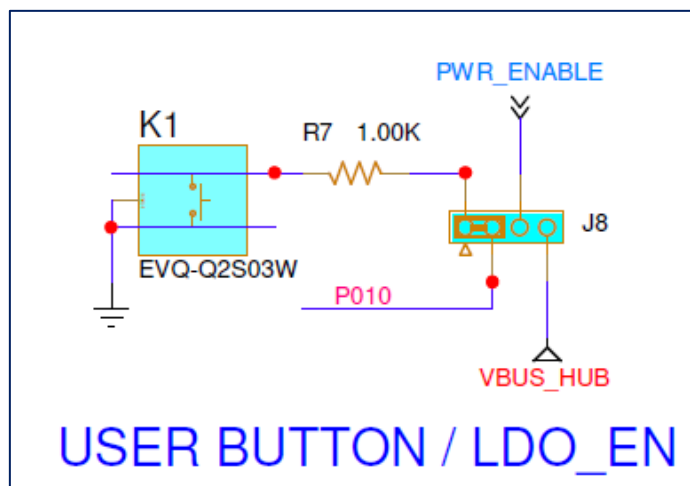 PWR_ENABLE
K1
R7 1.00K
J8
EVQ-Q2S03W
P010
VBUS_HUB
USER BUTTON / LDO_EN